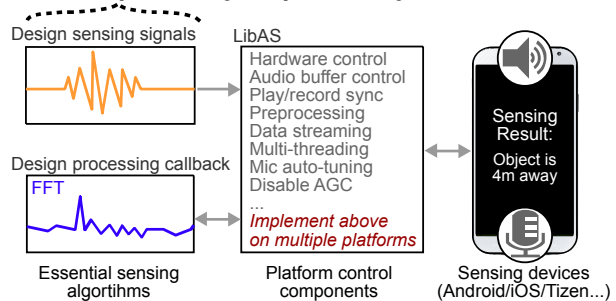 Design sensing signals
LibAS
Hardware control
Audio buffer control
Play/record sync
Preprocessing
Data streaming
Multi-threading
Mic auto-tuning
Disable AGC
...
Implement above
on multiple platforms
Design processing callback
FFT
Sensing
Result:
Object is
4m away
Essential sensing
algortihms
Platform control
components
Sensing devices
(Android/iOS/Tizen...)